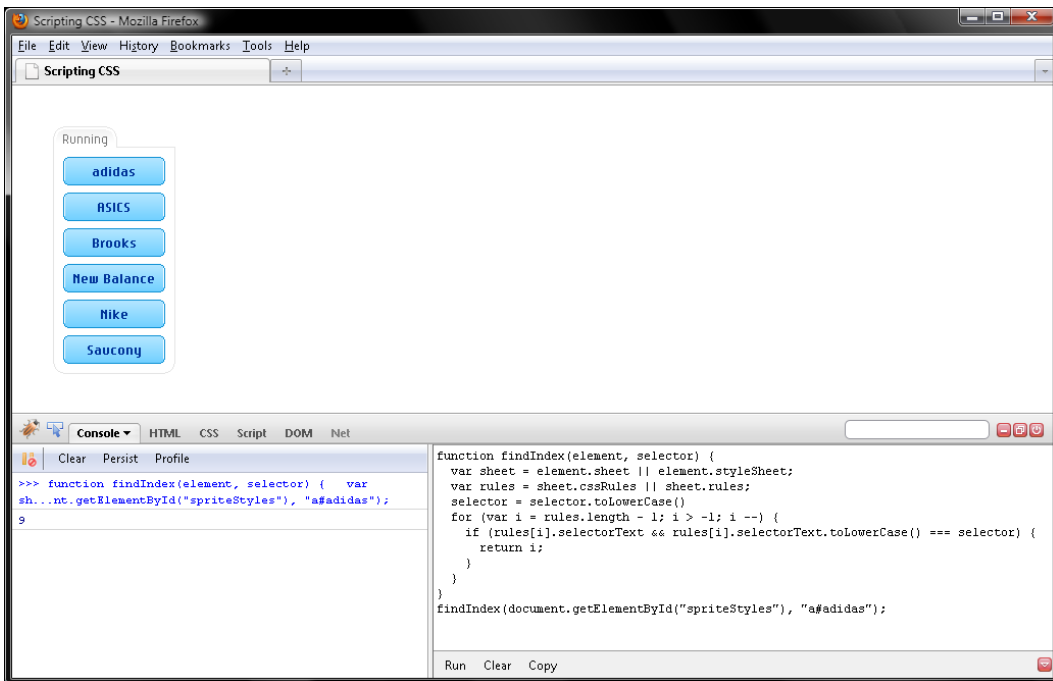 Scripting CSS - Mozilla Firefox
File Edit View History Bookmarks Tools Help
Scripting CSS
Running
adidas
ASICS
Brooks
New Balance
Nike
Saucony
Console HTML CSS Script DOM Net
Clear Persist Profile
>>> function findIndex(element, selector) { var
sh...nt.getElementById("spriteStyles"), "a#adidas");
9
function findIndex(element, selector) {
var sheet = element.sheet || element.styleSheet;
var rules = sheet.cssRules || sheet.rules;
selector = selector.toLowerCase()
for (var i = rules.length - 1; i > -1; i --) {
if (rules[i].selectorText && rules[i].selectorText.toLowerCase() === selector) {
return i;
}
}
}
findIndex(document.getElementById("spriteStyles"), "a#adidas");
Run Clear Copy